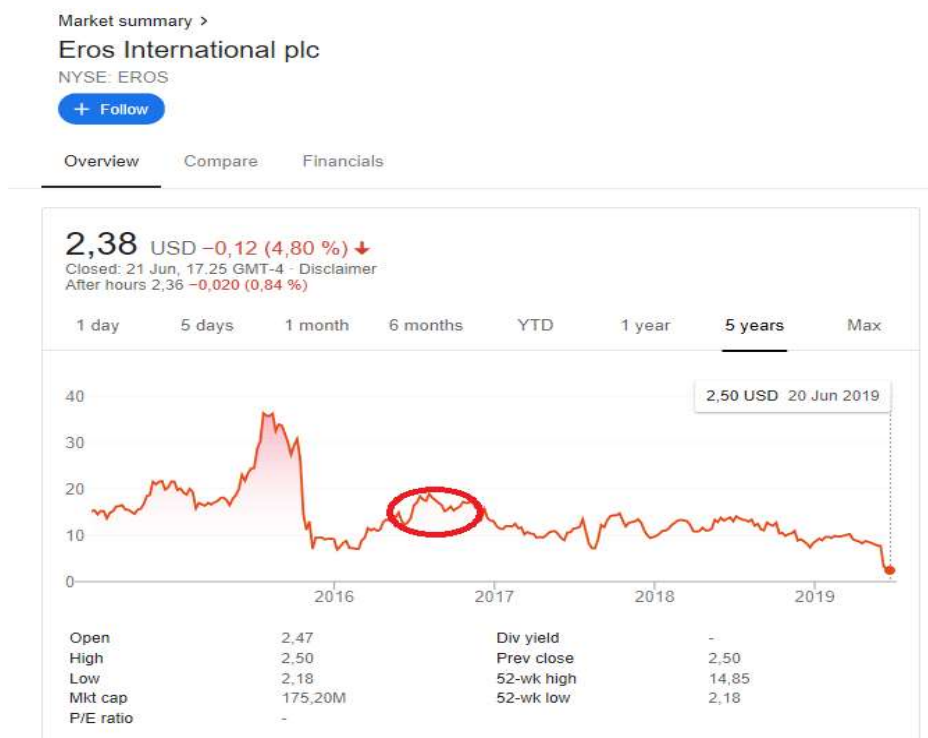 Market summary >
Eros International plc
NYSE: EROS
+ Follow
Overview Compare Financials
2,38 USD −0,12 (4,80 %) ↓
Closed: 21 Jun, 17.25 GMT-4 · Disclaimer
After hours 2,36 −0,020 (0,84 %)
1 day 5 days 1 month 6 months YTD 1 year 5 years Max
2,50 USD 20 Jun 2019
40
30
20
10
0
2016 2017 2018 2019
Open 2,47 Div yield -
High 2,50 Prev close 2,50
Low 2,18 52-wk high 14,85
Mkt cap 175,20M 52-wk low 2,18
P/E ratio -